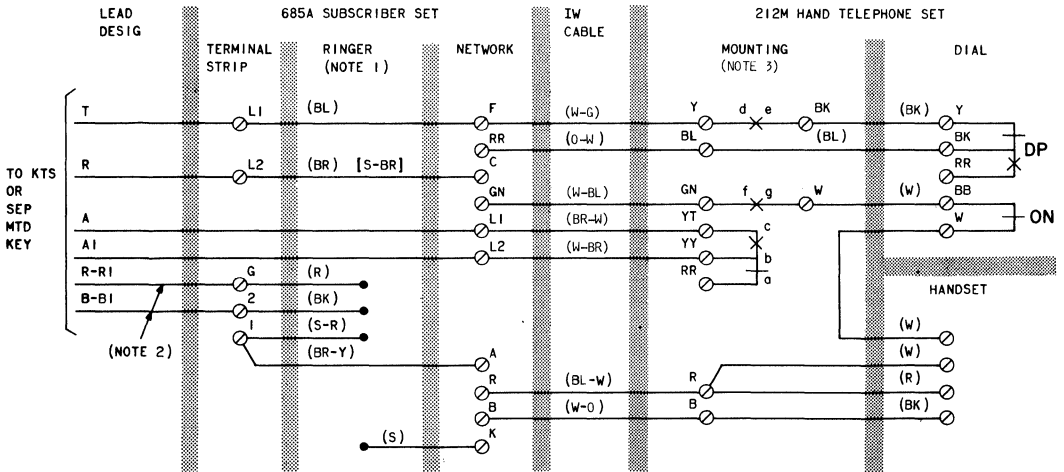 LEAD DESIG 685A SUBSCRIBER SET IW CABLE 212M HAND TELEPHONE SET
TERMINAL STRIP RINGER (NOTE 1) NETWORK MOUNTING (NOTE 3) DIAL
T L1 (BL) F (W-G) Y d e BK (BK) Y
RR (O-W) BL (BL) BK DP
R L2 (BR) [S-BR] C RR
TO KTS OR SEP MTD KEY
GN (W-BL) GN f g W (W) BB
A L1 (BR-W) YT c W ON
A1 L2 (W-BR) YY b
R-R1 G (R) RR a
HANDSET
B-B1 2 (BK)
(NOTE 2) 1 (S-R) (W)
(BR-Y) A (W)
R (BL-W) R (R)
B (W-O) B (BK)
(S) K